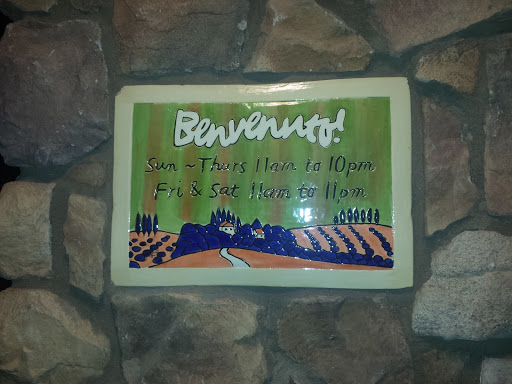 Benvenuto!
Sun ~ Thurs 11am to 10pm
Fri & Sat 11am to 11pm